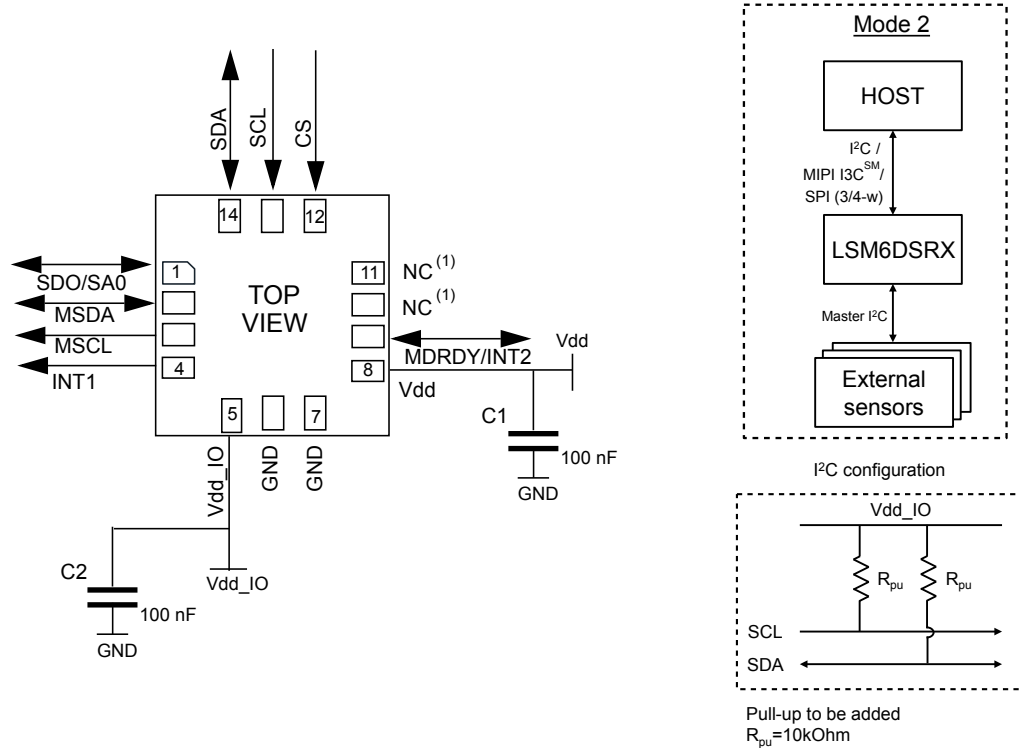 SDA
SCL
CS
14
12
1
SDO/SA0
MSDA
MSCL
INT1
4
TOP
VIEW
11
NC (1)
NC (1)
MDRDY/INT2
8
Vdd
Vdd
5
7
Vdd_IO
GND
GND
C1
100 nF
GND
C2
100 nF
GND
Vdd_IO
Mode 2
HOST
I²C /
MIPI I3C℠/
SPI (3/4-w)
LSM6DSRX
Master I²C
External
sensors
I²C configuration
Vdd_IO
Rpu
Rpu
SCL
SDA
Pull-up to be added
Rpu=10kOhm